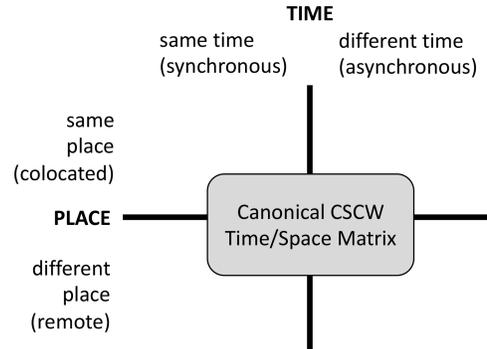 TIME
same time
(synchronous)
different time
(asynchronous)
same
place
(colocated)
PLACE
Canonical CSCW
Time/Space Matrix
different
place
(remote)